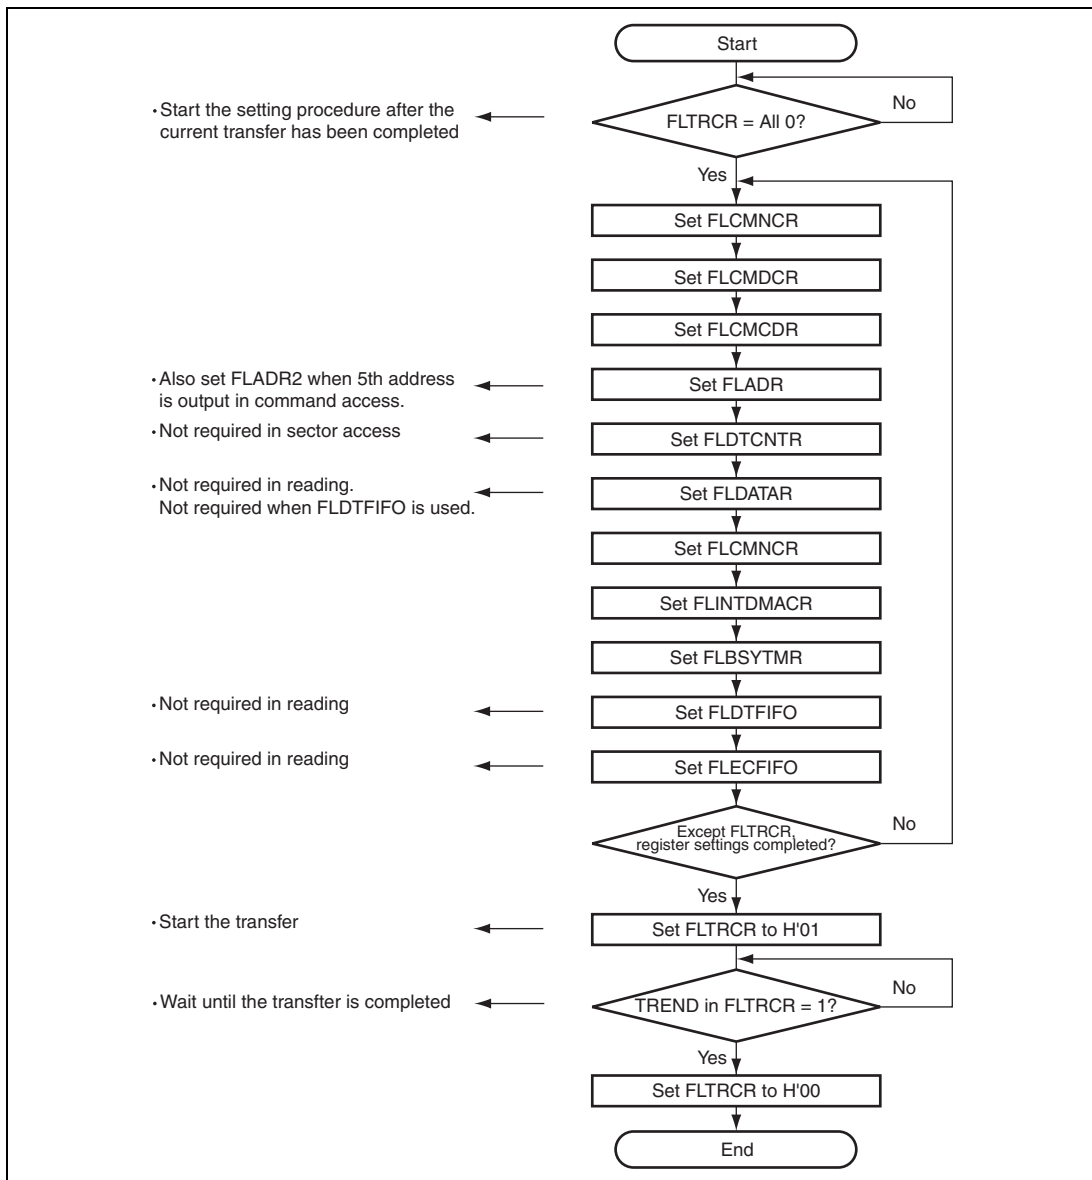 Start
No
・Start the setting procedure after the
current transfer has been completed
FLTRCR = All 0?
Yes
Set FLCMNCR
Set FLCMDCR
Set FLCMCDR
・Also set FLADR2 when 5th address
is output in command access.
Set FLADR
・Not required in sector access
Set FLDTCNTR
・Not required in reading.
Not required when FLDTFIFO is used.
Set FLDATAR
Set FLCMNCR
Set FLINTDMACR
Set FLBSYTMR
・Not required in reading
Set FLDTFIFO
・Not required in reading
Set FLECFIFO
Except FLTRCR,
register settings completed?
No
Yes
・Start the transfer
Set FLTRCR to H'01
・Wait until the transfter is completed
TREND in FLTRCR = 1?
No
Yes
Set FLTRCR to H'00
End